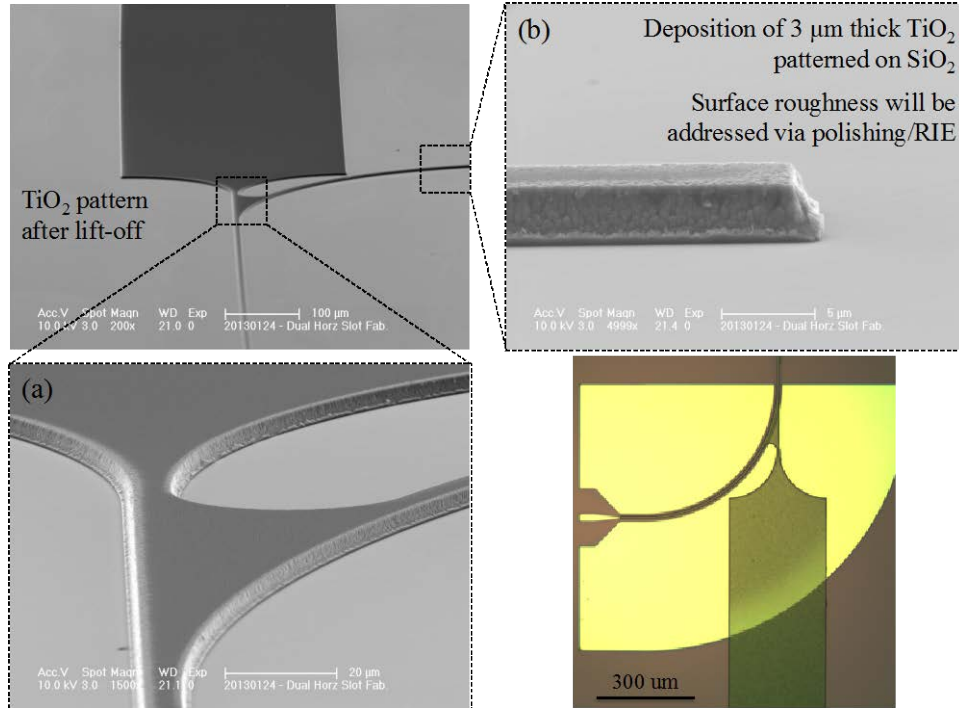 (b)
Deposition of 3 μm thick TiO2
patterned on SiO2
Surface roughness will be
addressed via polishing/RIE
TiO2 pattern
after lift-off
Acc.V Spot Magn WD Exp
10.0 kV 3.0 200x 21.0 0
100 μm
20130124 - Dual Horz Slot Fab.
Acc.V Spot Magn WD Exp
10.0 kV 3.0 4999x 21.4 0
5 μm
20130124 - Dual Horz Slot Fab.
(a)
Acc.V Spot Magn WD Exp
10.0 kV 3.0 1500x 21.1 0
20 μm
20130124 - Dual Horz Slot Fab.
300 um